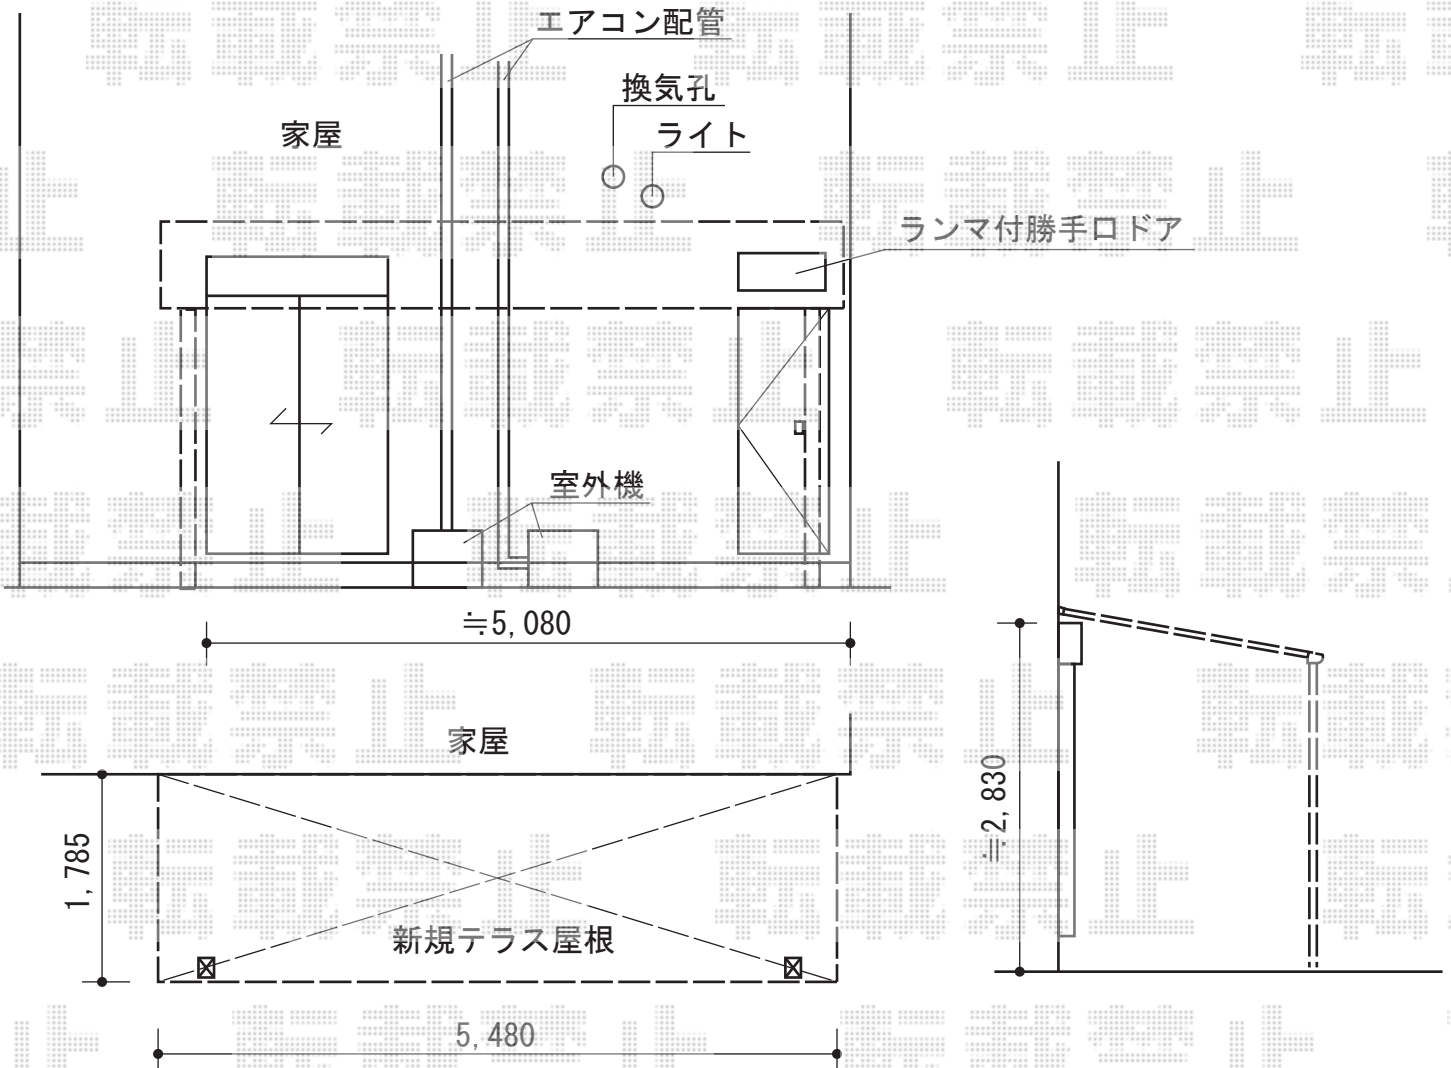 エアコン配管
換気孔
家屋
ライト
ランマ付勝手口ドア
室外機
≒5,080
家屋
≒2,830
1,785
新規テラス屋根
5,480
転載禁止